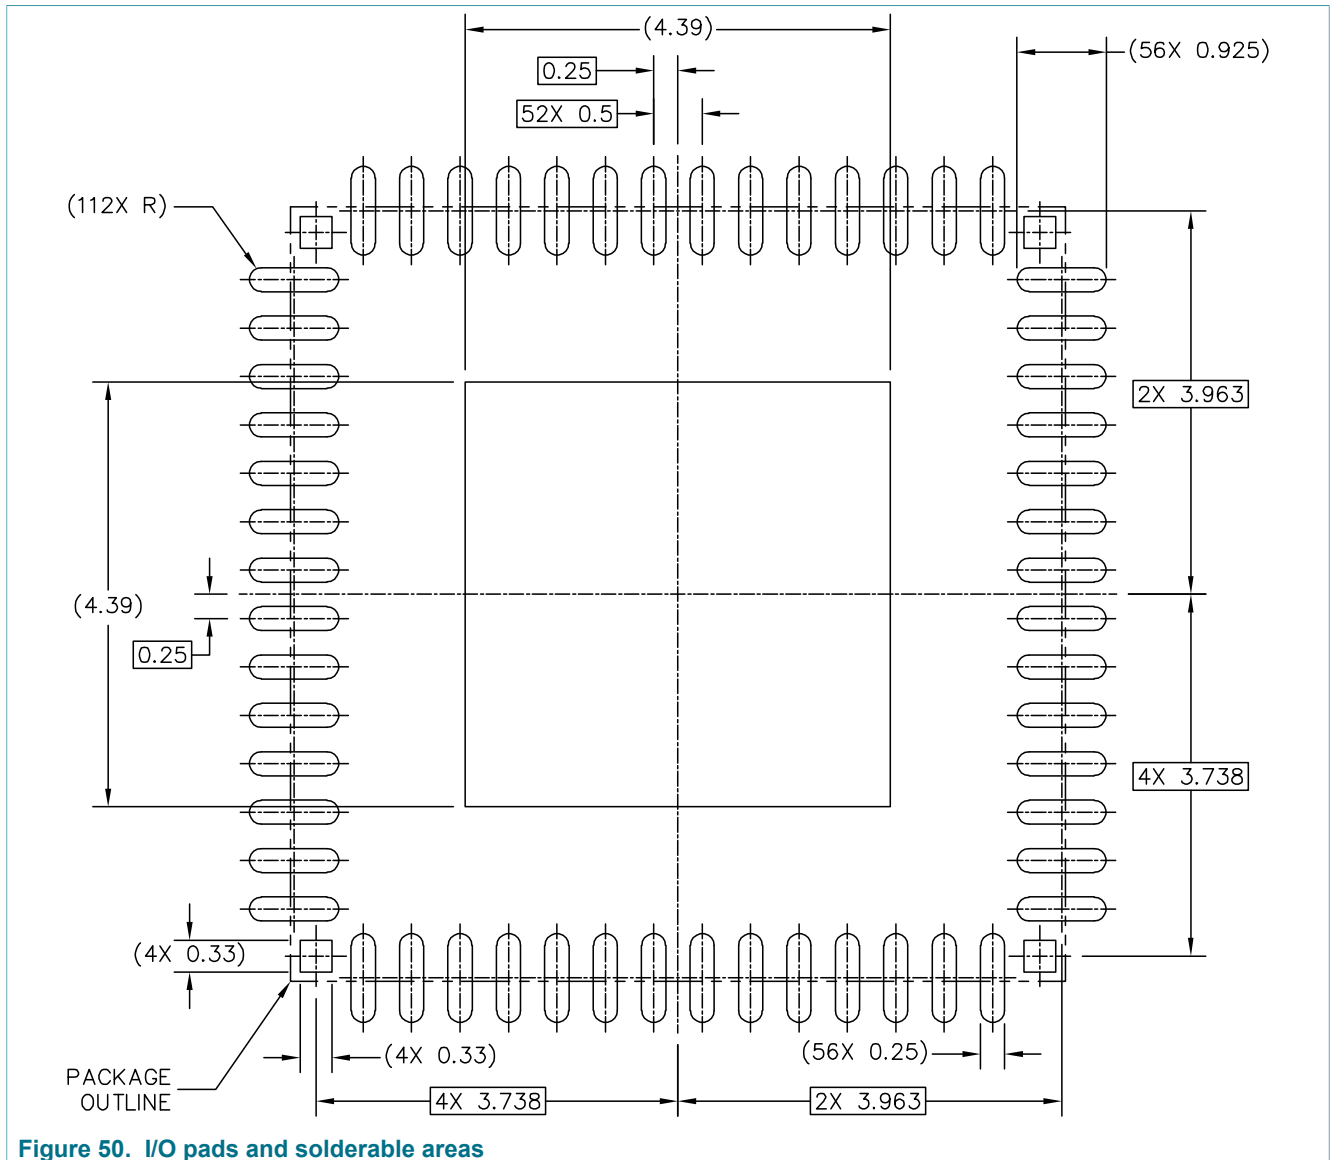 (4.39)
(56X 0.925)
0.25
52X 0.5
(112X R)
2X 3.963
(4.39)
0.25
4X 3.738
(4X 0.33)
(4X 0.33)
(56X 0.25)
PACKAGE
OUTLINE
4X 3.738
2X 3.963
Figure 50. I/O pads and solderable areas